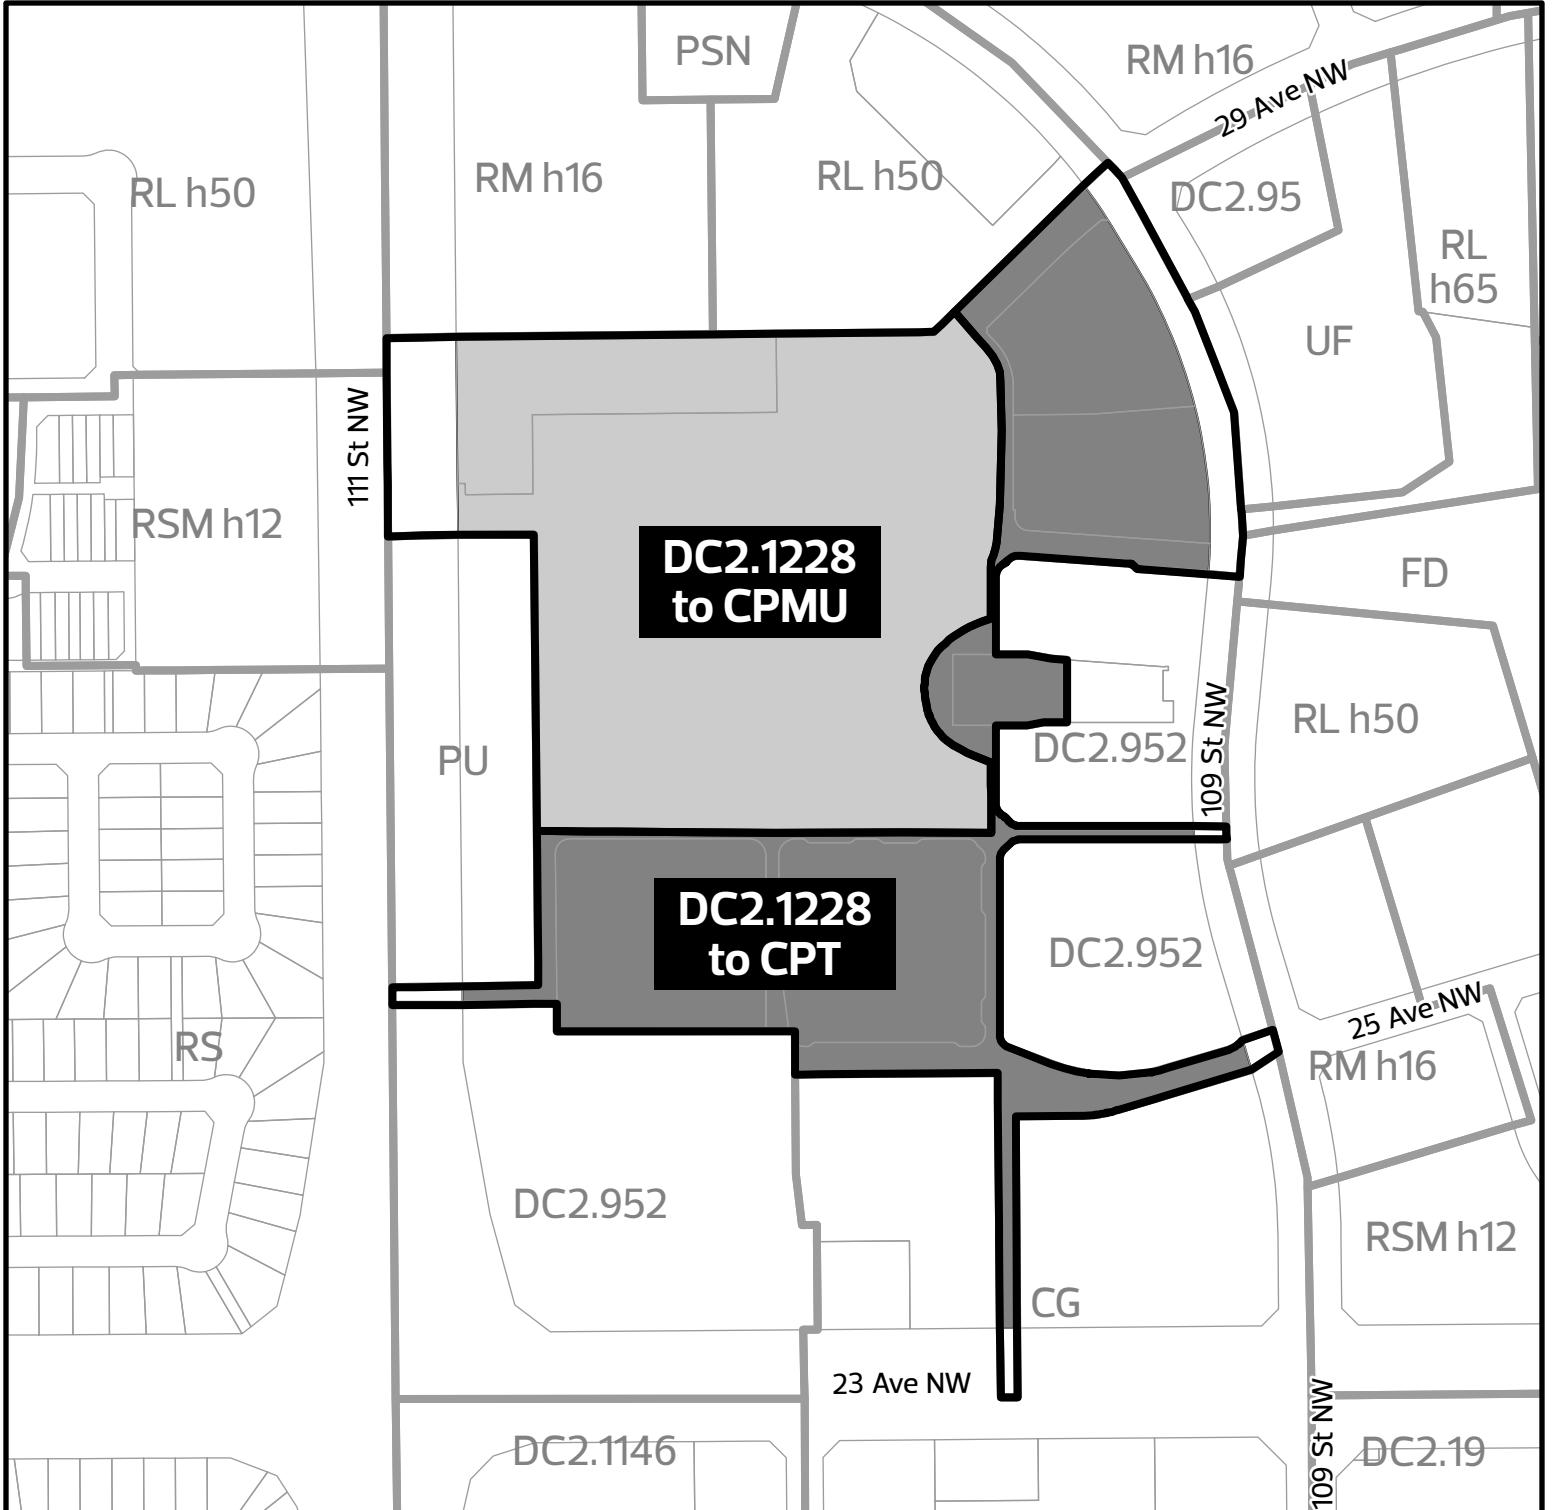 PSN
RM h16
29 Ave NW
RL h50
RM h16
RL h50
DC2.95
RL
h65
UF
111 St NW
RSM h12
DC2.1228
to CPMU
FD
109 St NW
RL h50
PU
DC2.952
DC2.1228
to CPT
DC2.952
25 Ave NW
RS
RM h16
DC2.952
RSM h12
CG
23 Ave NW
109 St NW
DC2.1146
DC2.19